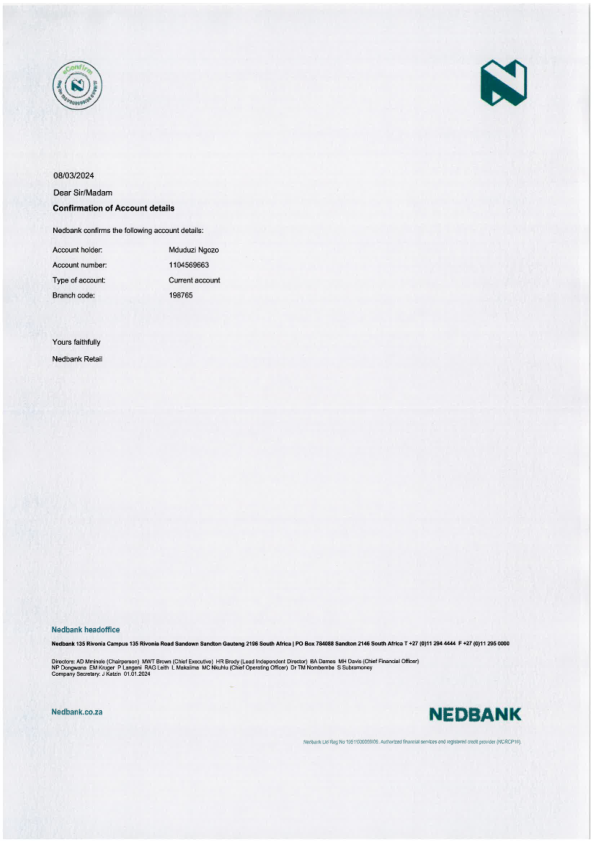 eConfirm
08/03/2024
Dear Sir/Madam
Confirmation of Account details
Nedbank confirms the following account details:
Account holder: Mduduzi Ngozo
Account number: 1104569663
Type of account: Current account
Branch code: 198765
Yours faithfully
Nedbank Retail
Nedbank headoffice
Nedbank 135 Rivonia Campus 135 Rivonia Road Sandown Sandton Gauteng 2196 South Africa | PO Box 784088 Sandton 2146 South Africa T +27 (0)11 294 4444 F +27 (0)11 295 0000
Directors: AD Mminele (Chairperson) MWT Brown (Chief Executive) HR Brody (Lead Independent Director) BA Dames MH Davis (Chief Financial Officer)
NP Dongwana EM Kruger P Langeni RAG Leith L Makalima MC Nkuhlu (Chief Operating Officer) Dr TM Nombembe S Subramoney
Company Secretary: J Katzin 01.01.2024
Nedbank.co.za
NEDBANK
Nedbank Ltd Reg No Authorised financial services and registered credit provider (NCRCP16).